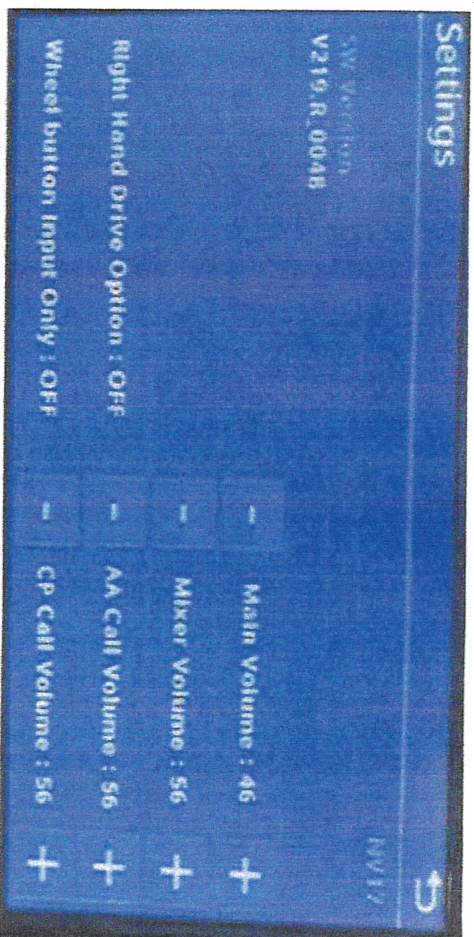 Settings
SW Version
V219.R_0048
Main Volume : 46
Mixer Volume : 56
Right Hand Drive Option : OFF
AA Call Volume : 56
Wheel button Input Only : OFF
CP Call Volume : 56